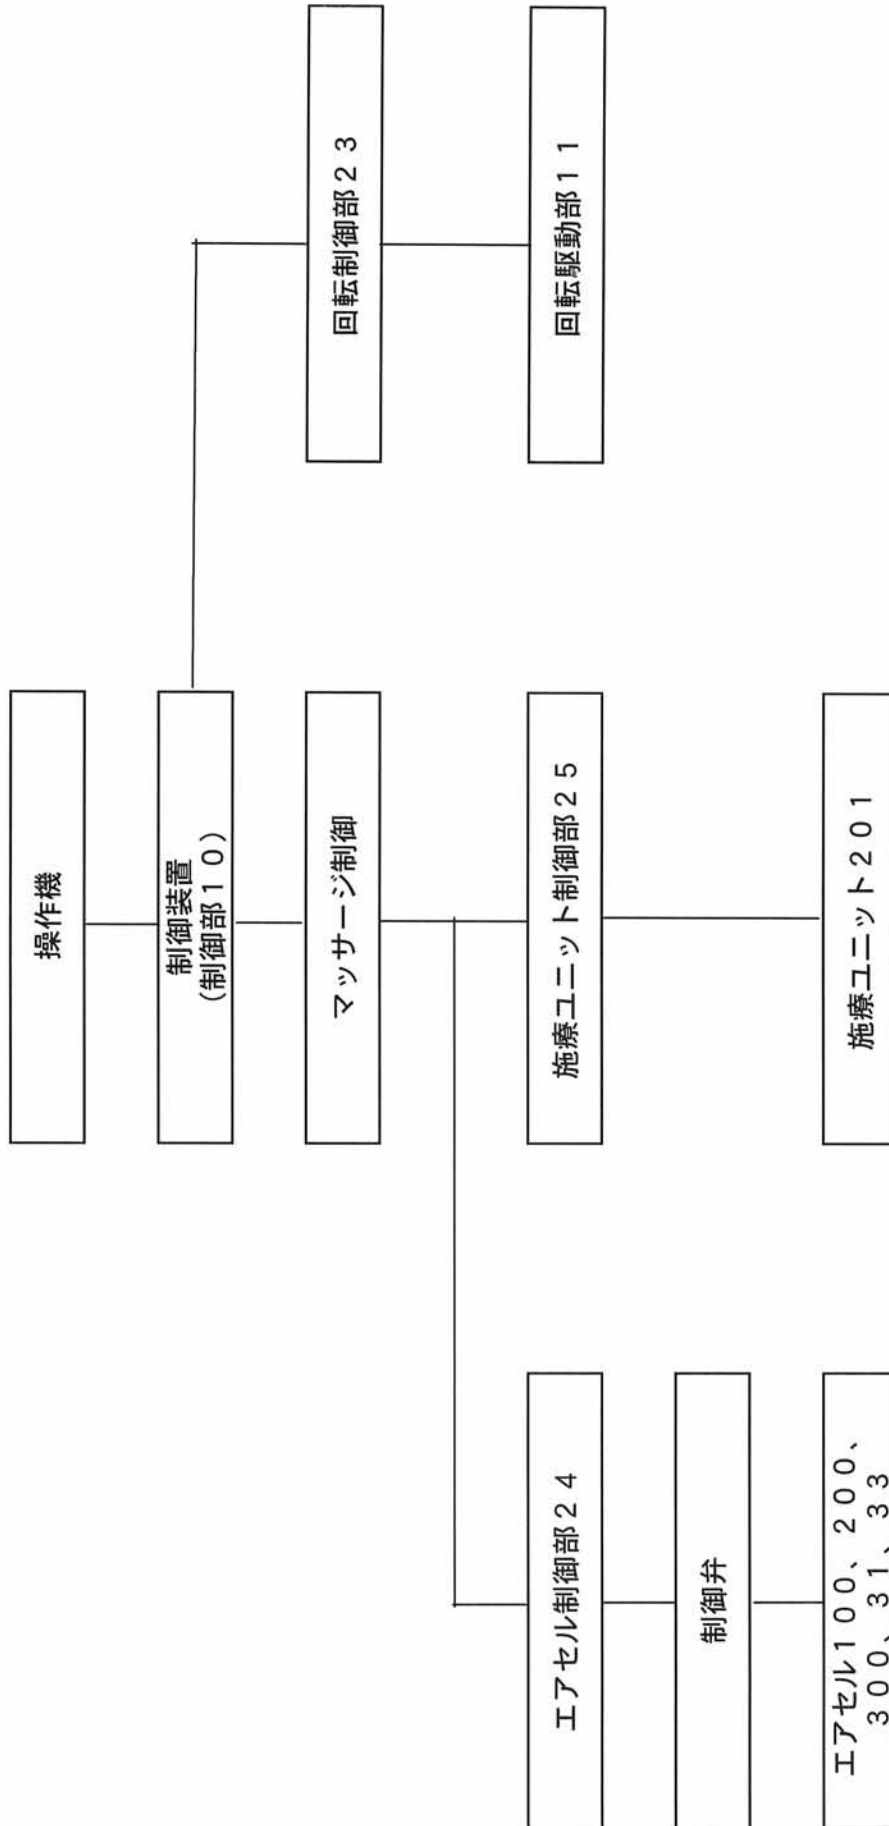 操作機
制御装置
(制御部１０)
マッサージ制御
回転制御部２３
回転駆動部１１
エアセル制御部２４
施療ユニット制御部２５
制御弁
エアセル１００、２００、
３００、３１、３３
施療ユニット２０１